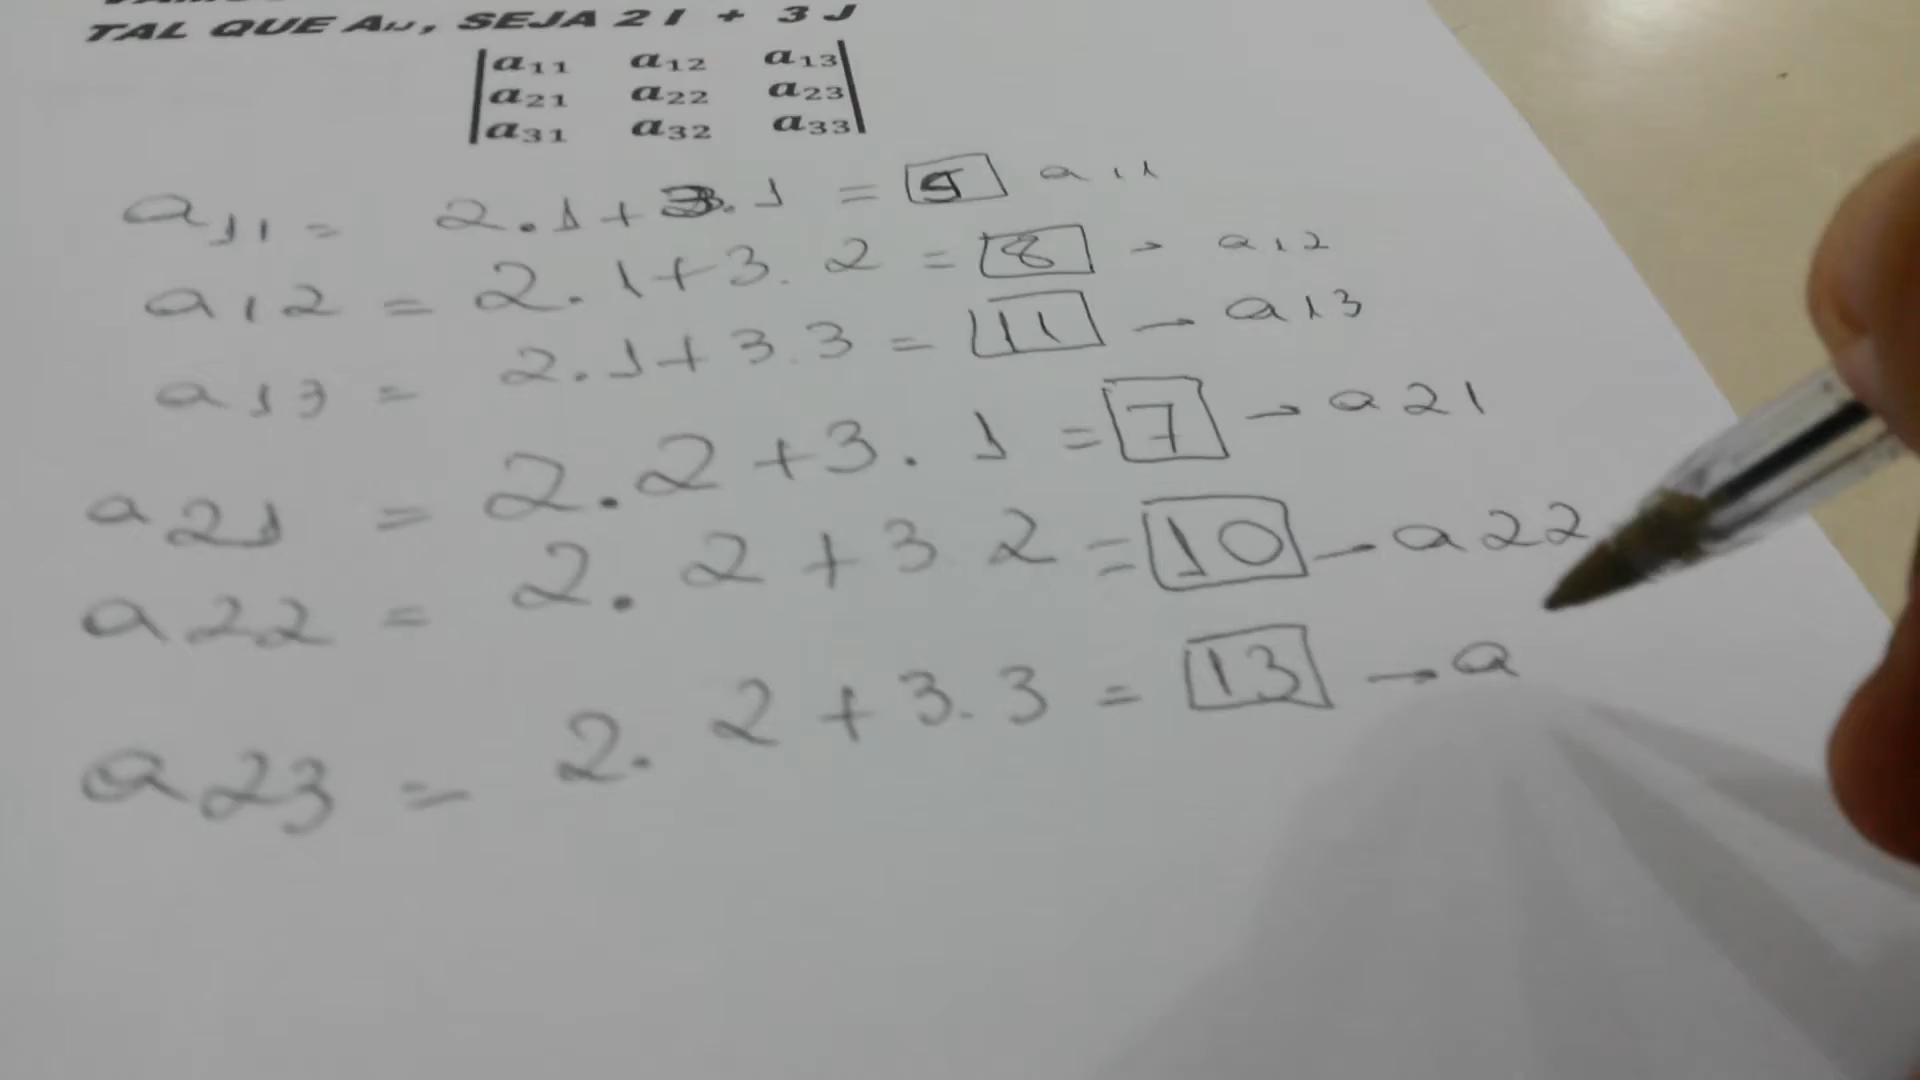 TAL QUE AIJ, SEJA 2 I + 3 J
a11 a12 a13
a21 a22 a23
a31 a32 a33
a11 = 2.1+3.1 = 5 a11
a12 = 2.1+3.2 = 8 → a12
a13 = 2.1+3.3 = 11 → a13
a21 = 2.2+3.1 = 7 → a21
a22 = 2.2+3 2 = 10 → a22
a23 = 2.2+3.3 = 13 → a